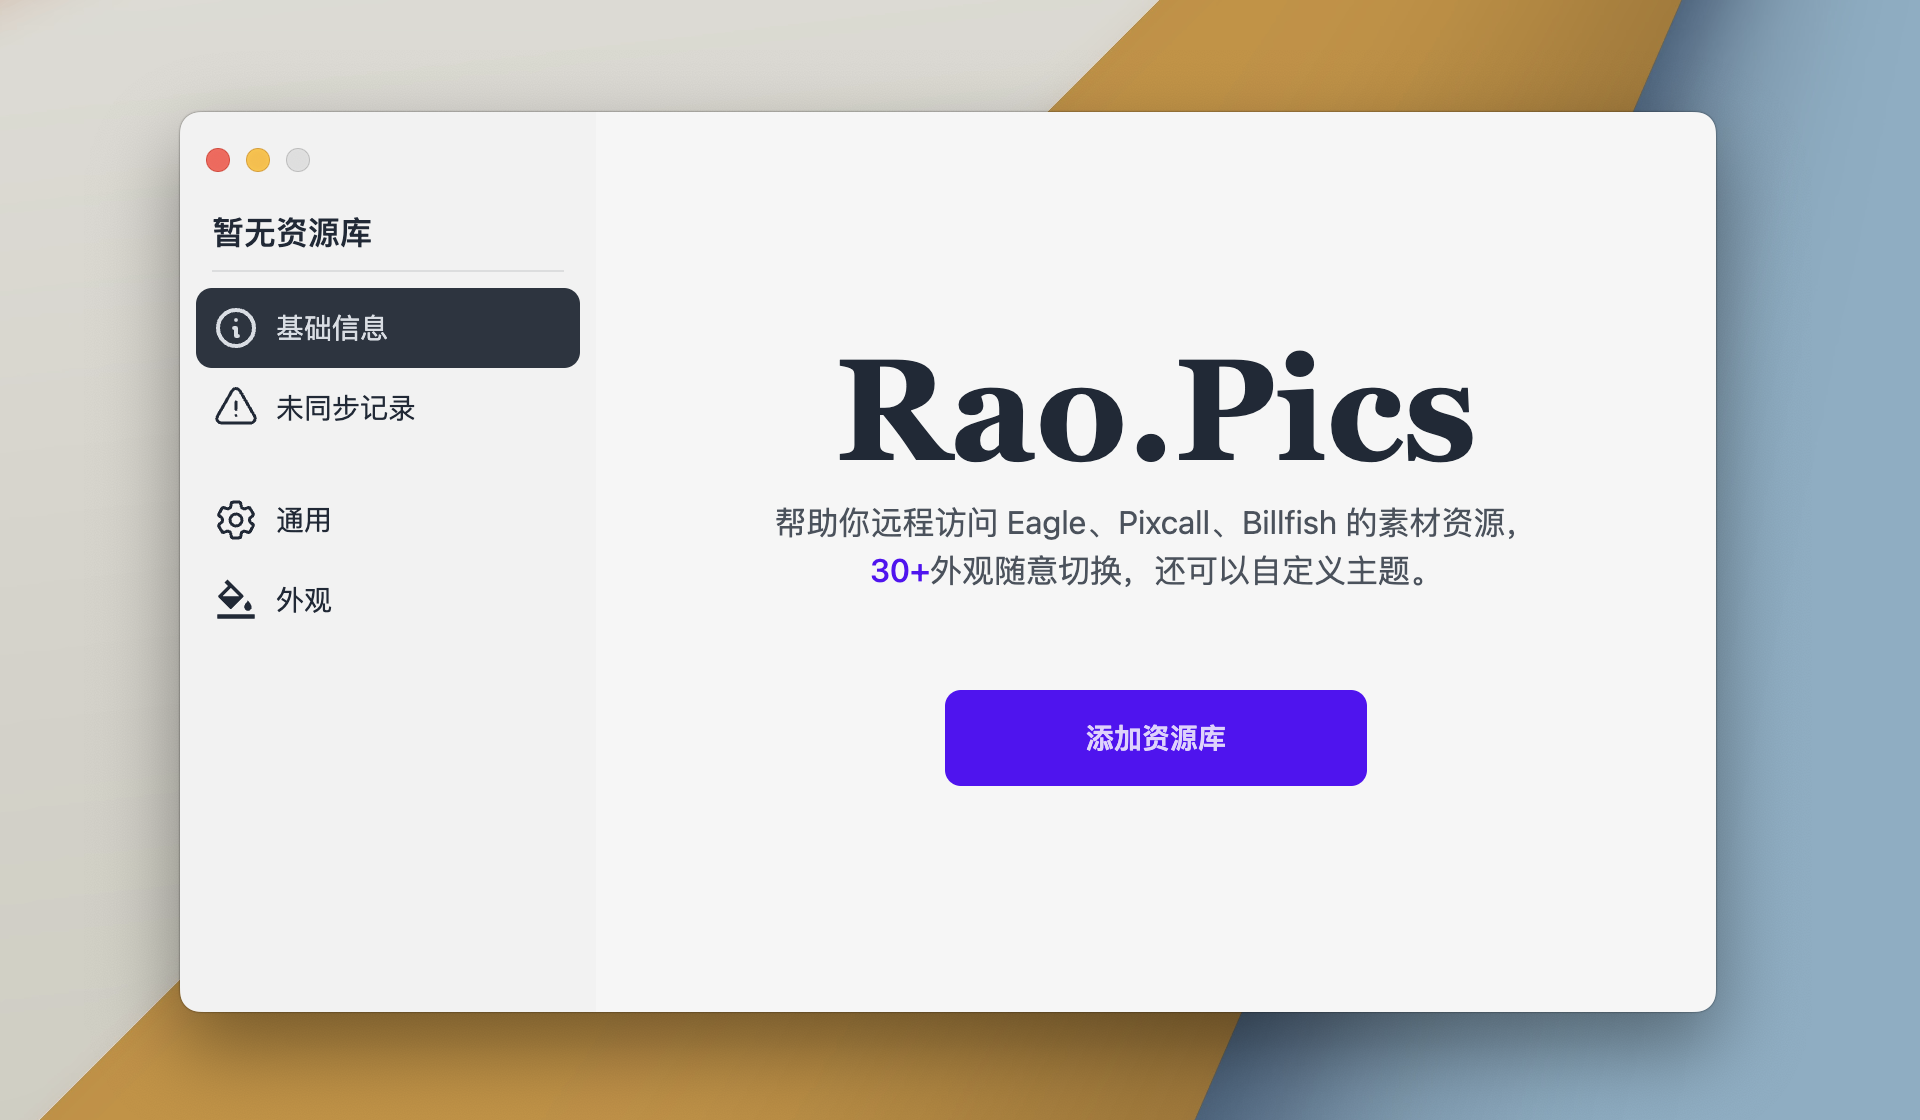 暂无资源库
基础信息
未同步记录
通用
外观
Rao.Pics
帮助你远程访问 Eagle、Pixcall、Billfish 的素材资源，
30+外观随意切换，还可以自定义主题。
添加资源库